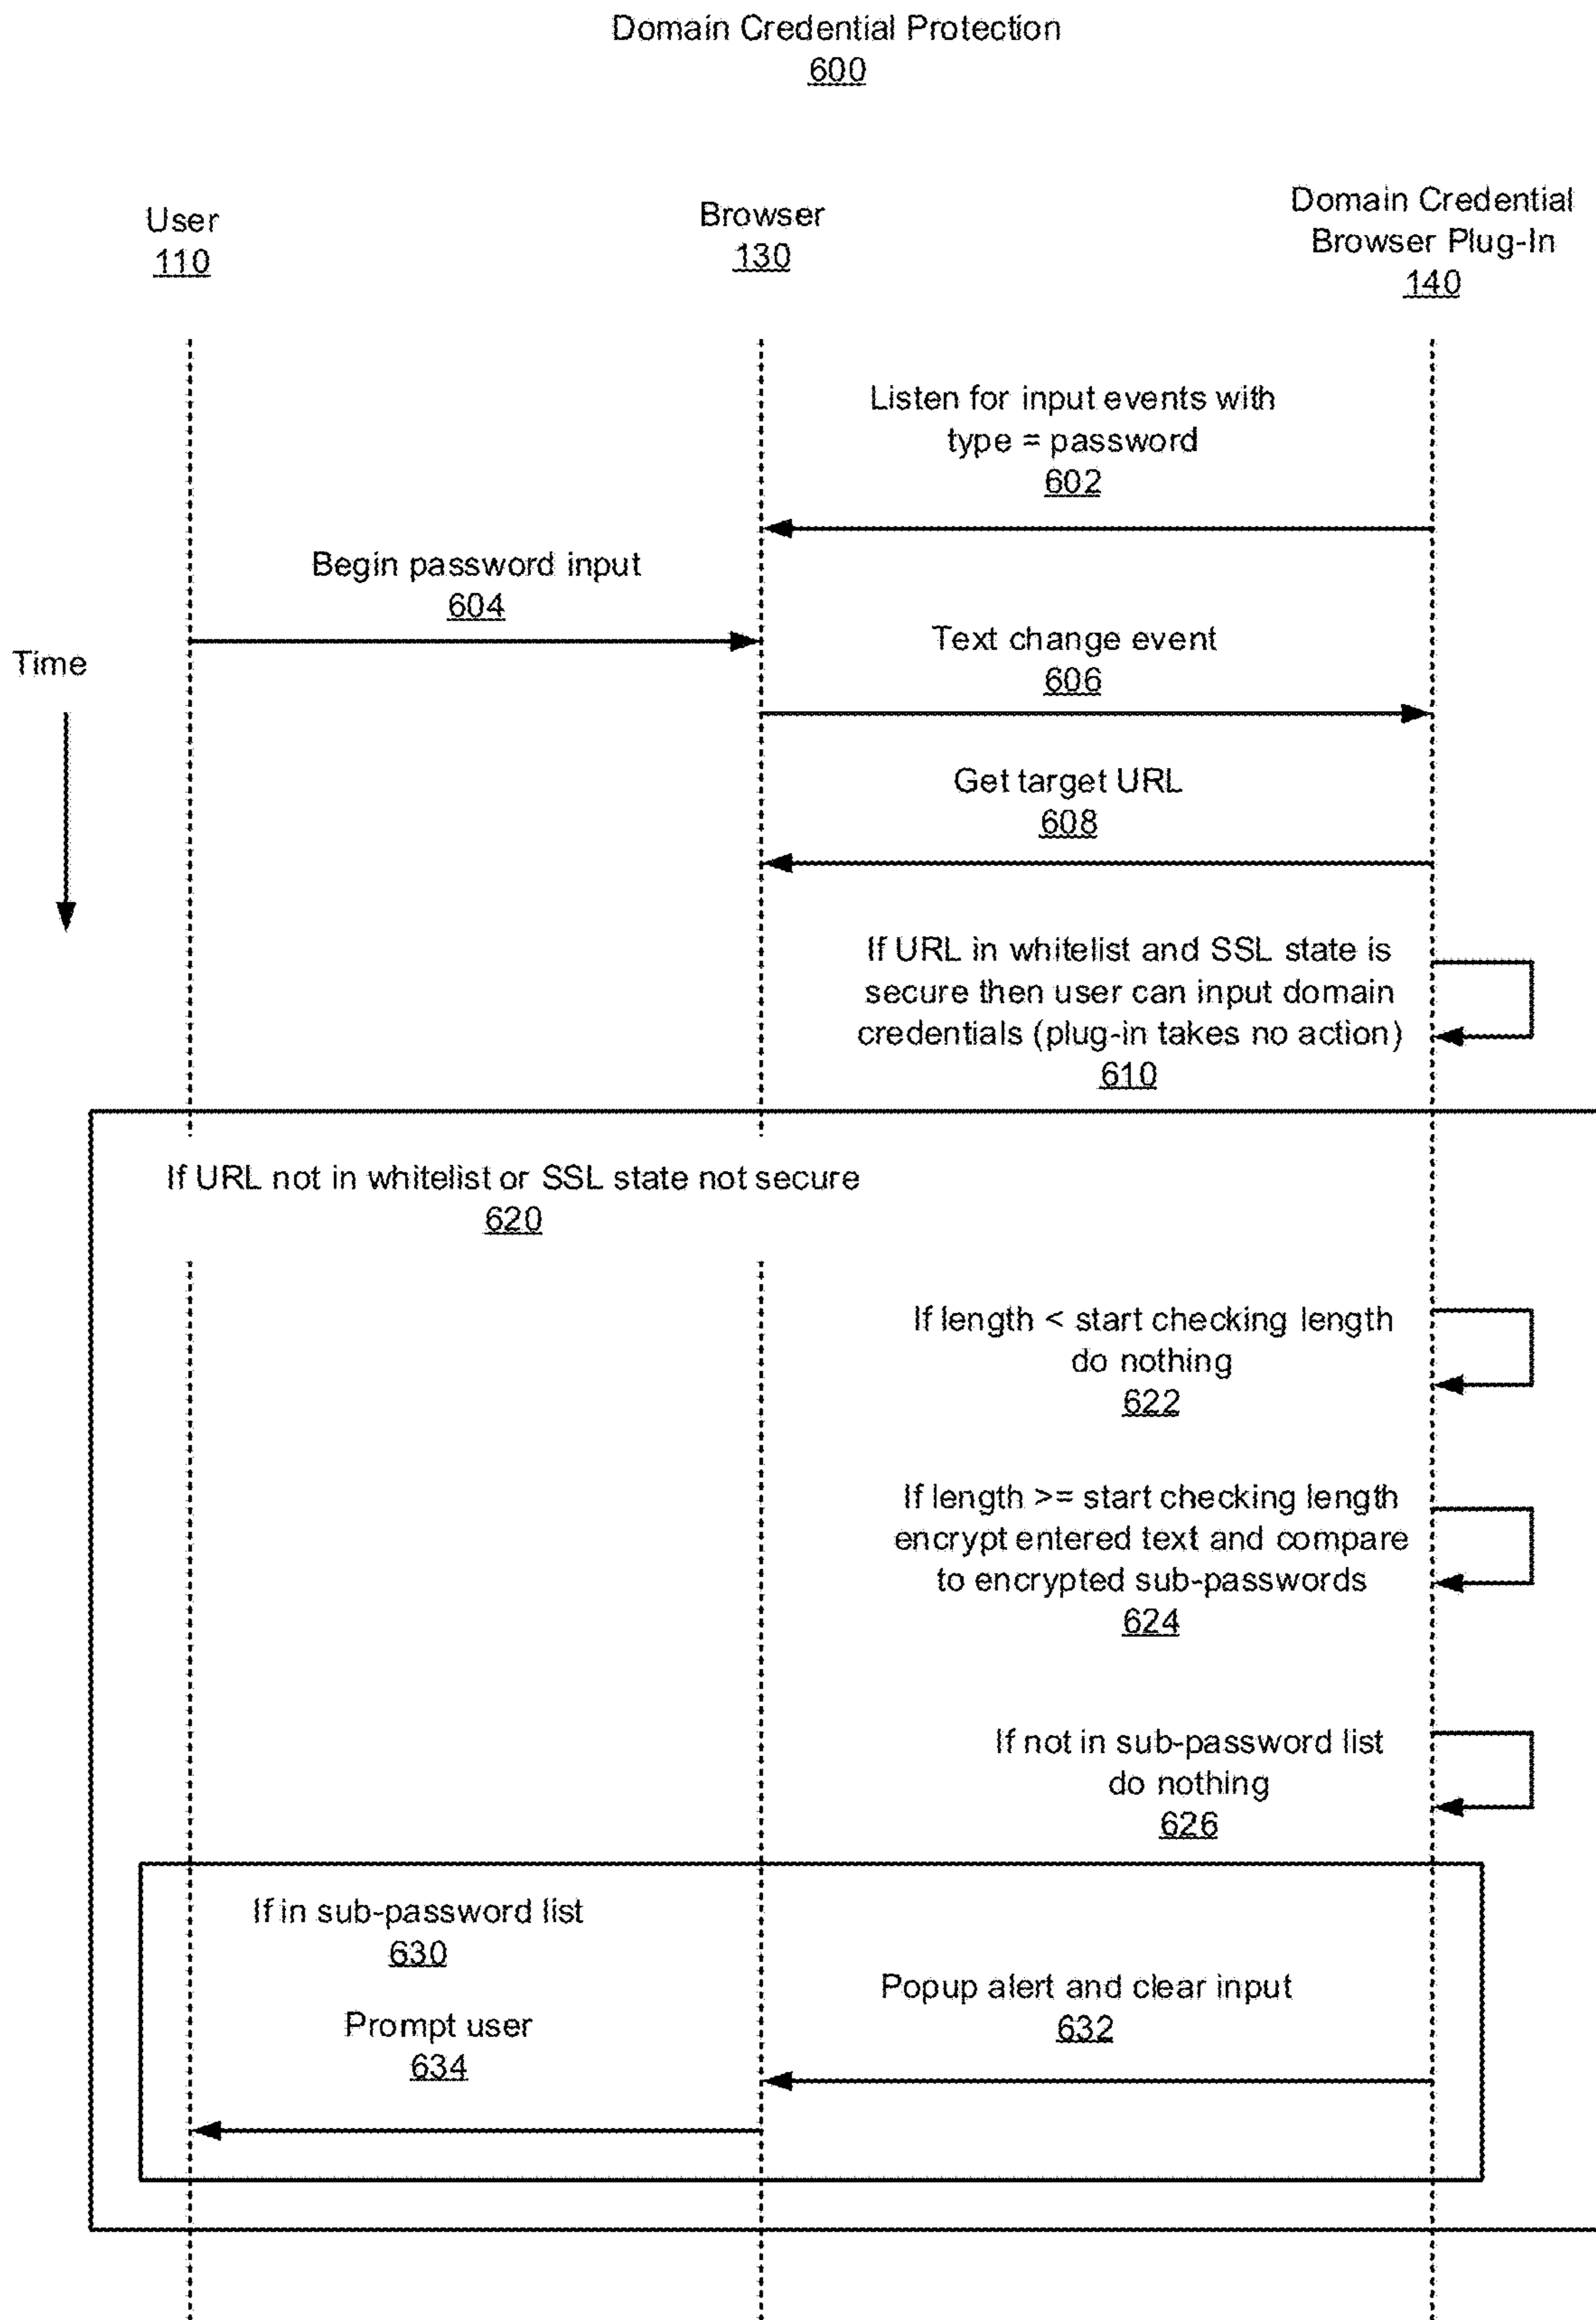 Domain Credential Protection
600
User
110
Browser
130
Domain Credential
Browser Plug-In
140
Listen for input events with
type = password
602
Begin password input
604
Time
Text change event
606
Get target URL
608
If URL in whitelist and SSL state is
secure then user can input domain
credentials (plug-in takes no action)
610
If URL not in whitelist or SSL state not secure
620
If length < start checking length
do nothing
622
If length >= start checking length
encrypt entered text and compare
to encrypted sub-passwords
624
If not in sub-password list
do nothing
626
If in sub-password list
630
Popup alert and clear input
632
Prompt user
634